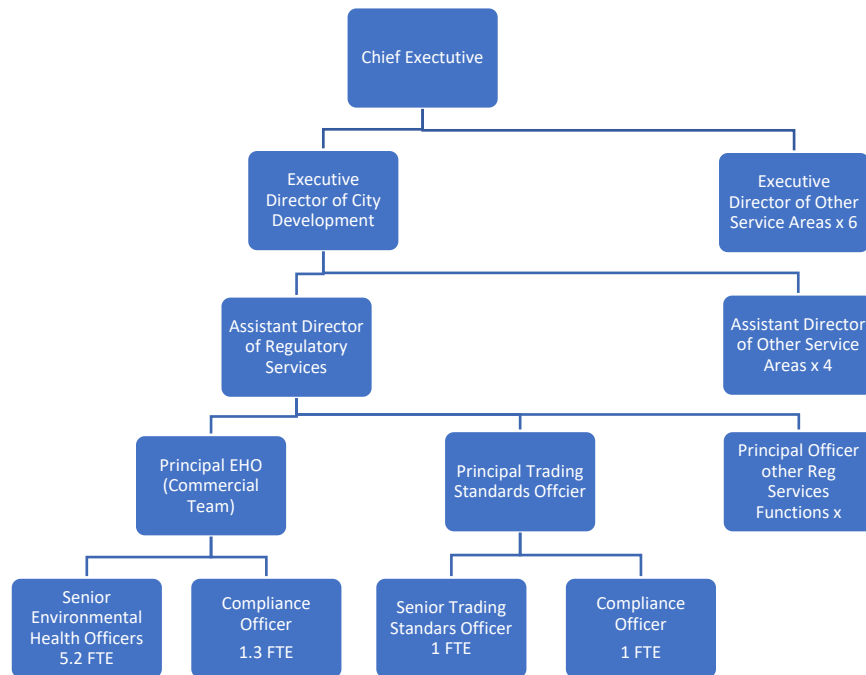 Chief Exectutive
Executive
Director of City
Development
Executive
Director of Other
Service Areas x 6
Assistant Director
of Regulatory
Services
Assistant Director
of Other Service
Areas x 4
Principal EHO
(Commercial
Team)
Principal Trading
Standards Offcier
Principal Officer
other Reg
Services
Functions x
Senior
Environmental
Health Officers
5.2 FTE
Compliance
Officer
1.3 FTE
Senior Trading
Standars Officer
1 FTE
Compliance
Officer
1 FTE